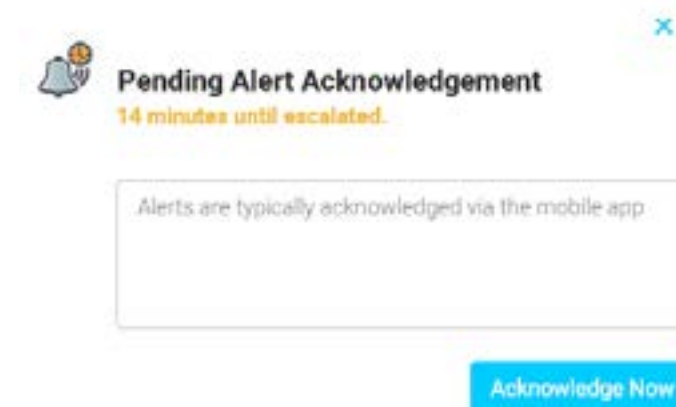 Pending Alert Acknowledgement
14 minutes until escalated.
Alerts are typically acknowledged via the mobile app
Acknowledge Now